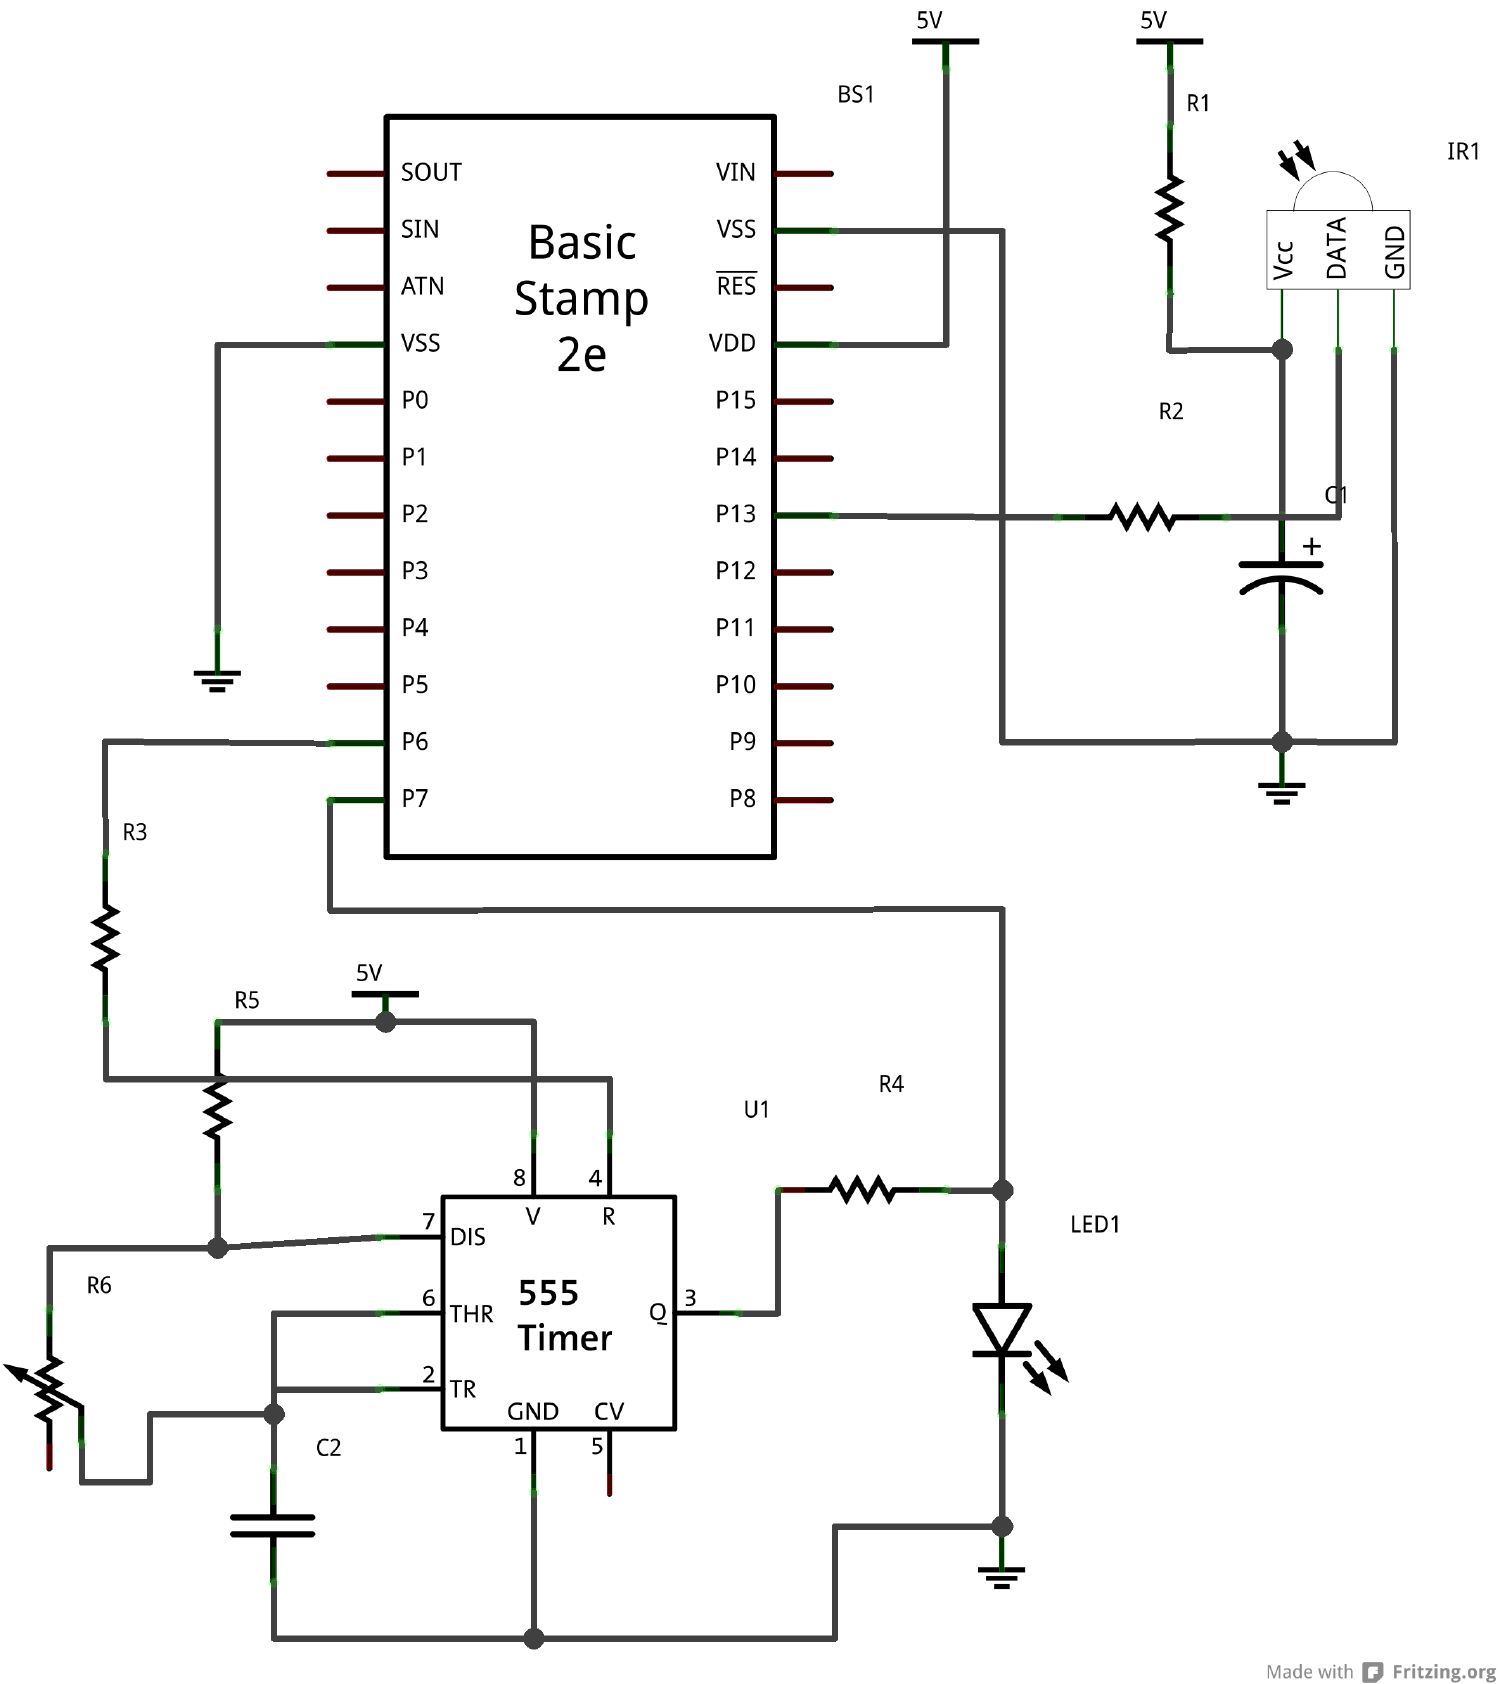 5V
5V
BS1
R1
IR1
SOUT
VIN
SIN
VSS
Basic
Stamp
2e
Vcc
DATA
GND
ATN
RES
VSS
VDD
P0
P15
R2
P1
P14
C1
P2
P13
+
P3
P12
P4
P11
P5
P10
P6
P9
P7
P8
R3
5V
R5
R4
U1
8
4
V
R
7
DIS
LED1
R6
6
THR
555
Timer
Q
3
2
TR
GND
CV
1
5
C2
Made with Fritzing.org